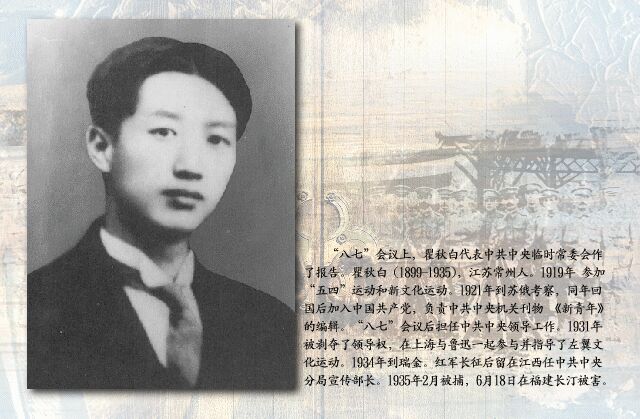 “八七”会议上，瞿秋白代表中共中央临时常委会作
了报告。瞿秋白（1899-1935），江苏常州人。1919年 参加
“五四”运动和新文化运动。1921年到苏俄考察，同年回
国后加入中国共产党，负责中共中央机关刊物 《新青年》
的编辑。“八七”会议后担任中共中央领导工作。1931年
被剥夺了领导权，在上海与鲁迅一起参与并指导了左翼文
化运动。1934年到瑞金。红军长征后留在江西任中共中央
分局宣传部长。1935年2月被捕，6月18日在福建长汀被害。